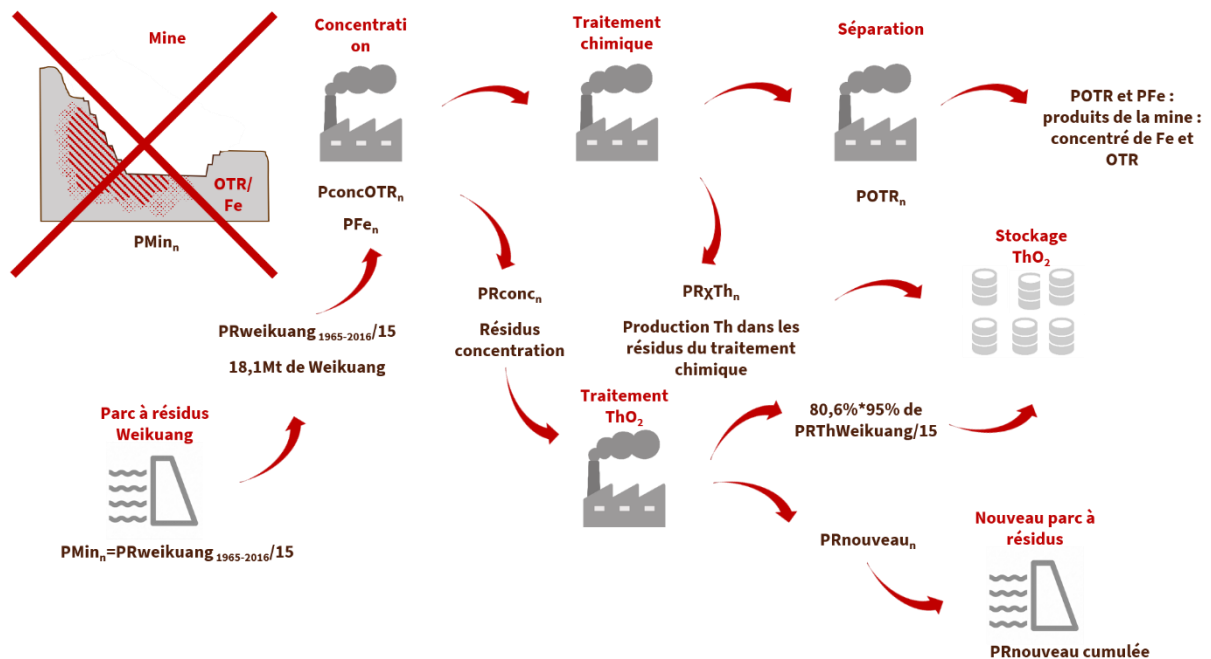 Mine
OTR/
Fe
PMinₙ
Concentrati
on
PconcOTRₙ
PFeₙ
Traitement
chimique
Séparation
POTRₙ
POTR et PFe :
produits de la mine :
concentré de Fe et
OTR
PRweikuang ₁₉₆₅₋₂₀₁₆/15
18,1Mt de Weikuang
PRconcₙ
Résidus
concentration
PRχThₙ
Production Th dans les
résidus du traitement
chimique
Stockage
ThO₂
Parc à résidus
Weikuang
PMinₙ=PRweikuang ₁₉₆₅₋₂₀₁₆/15
Traitement
ThO₂
80,6%*95% de
PRThWeikuang/15
PRnouveauₙ
Nouveau parc à
résidus
PRnouveau cumulée